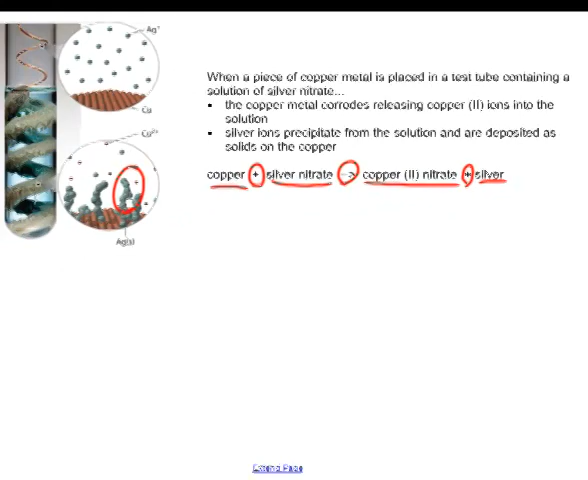 Ag⁺
Cu
Cu²⁺
Ag(s)
When a piece of copper metal is placed in a test tube containing a
solution of silver nitrate...
• the copper metal corrodes releasing copper (II) ions into the
solution
• silver ions precipitate from the solution and are deposited as
solids on the copper
copper + silver nitrate --> copper (II) nitrate + silver
Extend Page